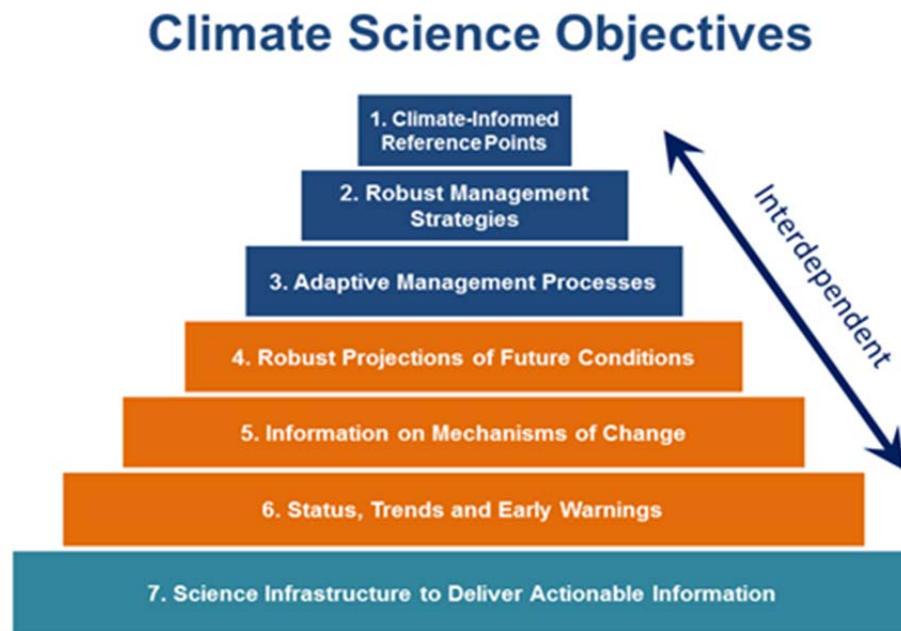 Climate Science Objectives
1. Climate-Informed
Reference Points
2. Robust Management
Strategies
3. Adaptive Management Processes
4. Robust Projections of Future Conditions
5. Information on Mechanisms of Change
6. Status, Trends and Early Warnings
7. Science Infrastructure to Deliver Actionable Information
Interdependent